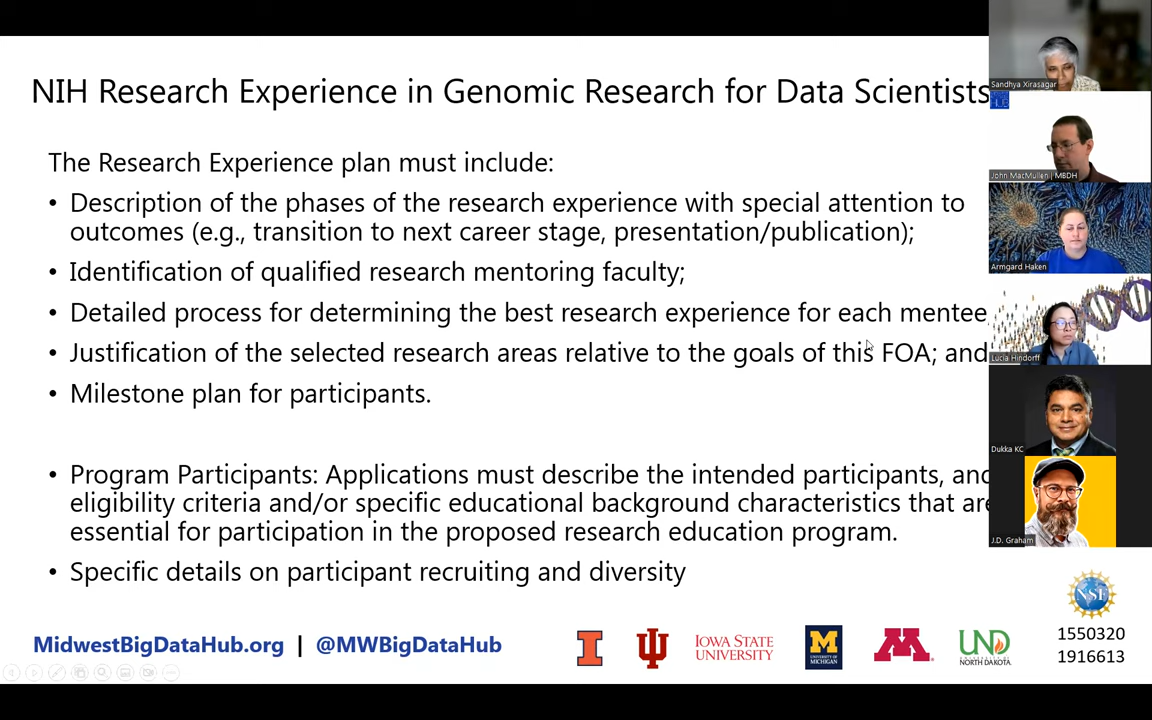 NIH Research Experience in Genomic Research for Data Scientists
The Research Experience plan must include:
• Description of the phases of the research experience with special attention to
outcomes (e.g., transition to next career stage, presentation/publication);
• Identification of qualified research mentoring faculty;
• Detailed process for determining the best research experience for each mentee
• Justification of the selected research areas relative to the goals of this FOA; and
• Milestone plan for participants.
• Program Participants: Applications must describe the intended participants, and
eligibility criteria and/or specific educational background characteristics that are
essential for participation in the proposed research education program.
• Specific details on participant recruiting and diversity
MidwestBigDataHub.org | @MWBigDataHub
IOWA STATE
UNIVERSITY
M
UNIVERSITY OF
MICHIGAN
M
UND
NORTH DAKOTA
NSF
1550320
1916613
Sandhya Xirasagar
HUB
John MacMullen | MBDH
Armgard Haken
Lucia Hindorff
Dukka KC
J.D. Graham